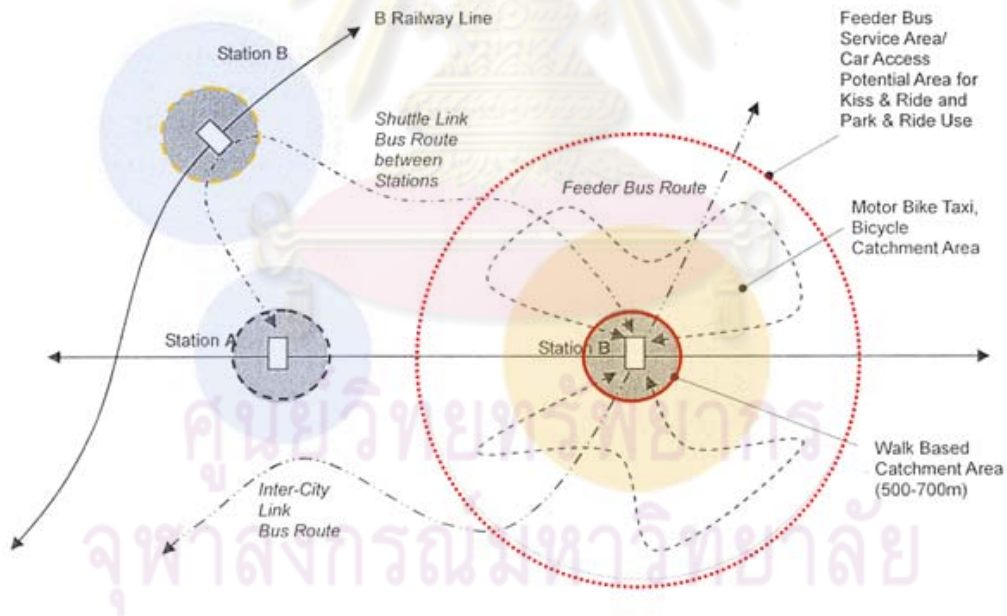 B Railway Line
Station B
Feeder Bus
Service Area/
Car Access
Potential Area for
Kiss & Ride and
Park & Ride Use
Shuttle Link
Bus Route
between
Stations
Feeder Bus Route
Motor Bike Taxi,
Bicycle
Catchment Area
Station A
Station B
Walk Based
Catchment Area
(500-700m)
Inter-City
Link
Bus Route
ศูนย์วิทยทรัพยากร
จุฬาลงกรณ์มหาวิทยาลัย